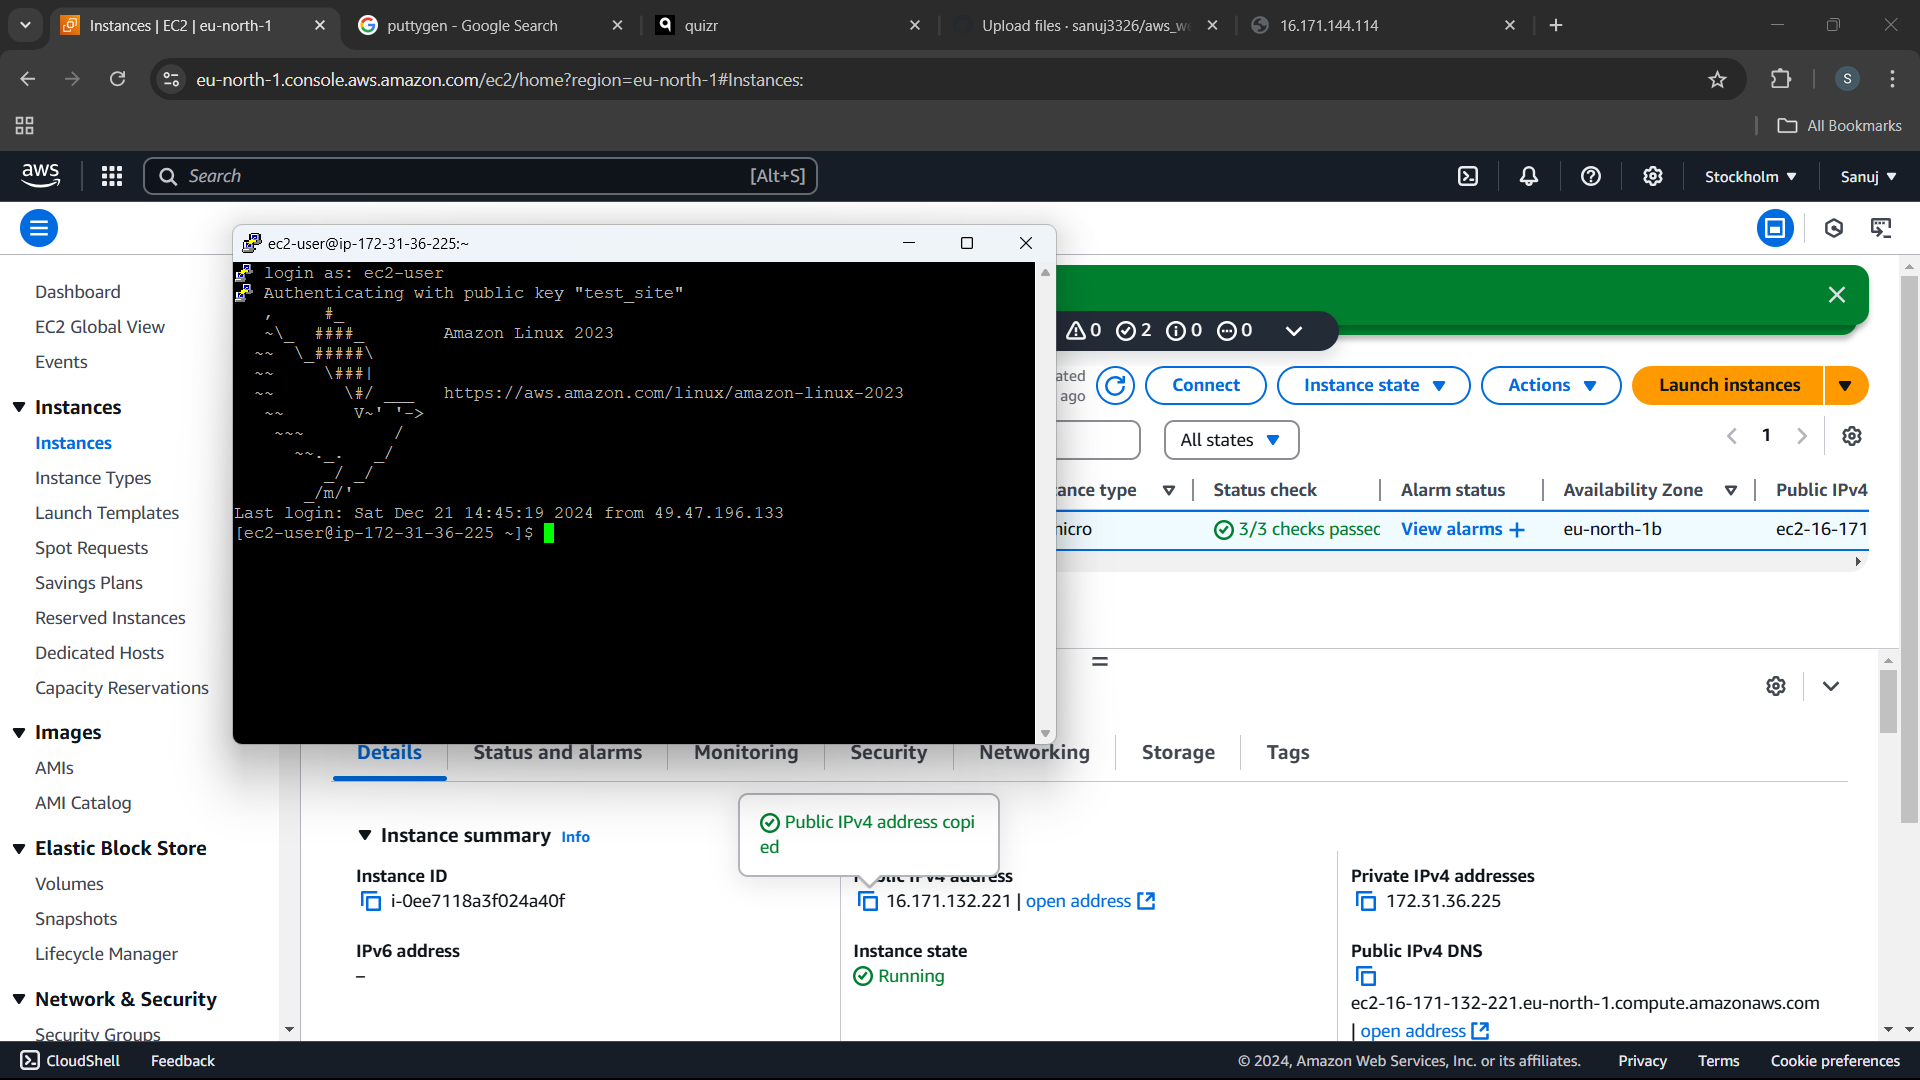 Instances | EC2 | eu-north-1
puttygen - Google Search
quizr
Upload files · sanuj3326/aws_we
16.171.144.114
eu-north-1.console.aws.amazon.com/ec2/home?region=eu-north-1#Instances:
S
All Bookmarks
aws
Search
[Alt+S]
Stockholm
Sanuj
Dashboard
EC2 Global View
Events
Instances
Instances
Instance Types
Launch Templates
Spot Requests
Savings Plans
Reserved Instances
Dedicated Hosts
Capacity Reservations
Images
AMIs
AMI Catalog
Elastic Block Store
Volumes
Snapshots
Lifecycle Manager
Network & Security
Security Groups
ec2-user@ip-172-31-36-225:~
login as: ec2-user
Authenticating with public key "test_site"
   ,     #_
   ~\_  ####_        Amazon Linux 2023
  ~~  \_#####\
  ~~     \###|
  ~~       \#/ ___   https://aws.amazon.com/linux/amazon-linux-2023
   ~~       V~' '->
    ~~~         /
      ~~._.   _/
         _/ _/
       _/m/'
Last login: Sat Dec 21 14:45:19 2024 from 49.47.196.133
[ec2-user@ip-172-31-36-225 ~]$
0 2 0 0
ated
ago
Connect
Instance state
Actions
Launch instances
All states
1
ance type
Status check
Alarm status
Availability Zone
Public IPv4
micro
3/3 checks passec
View alarms +
eu-north-1b
ec2-16-171
Details
Status and alarms
Monitoring
Security
Networking
Storage
Tags
Instance summary Info
Public IPv4 address copi
ed
Instance ID
i-0ee7118a3f024a40f
Public IPv4 address
16.171.132.221 | open address
Private IPv4 addresses
172.31.36.225
IPv6 address
–
Instance state
Running
Public IPv4 DNS
ec2-16-171-132-221.eu-north-1.compute.amazonaws.com
| open address
CloudShell
Feedback
© 2024, Amazon Web Services, Inc. or its affiliates.
Privacy
Terms
Cookie preferences